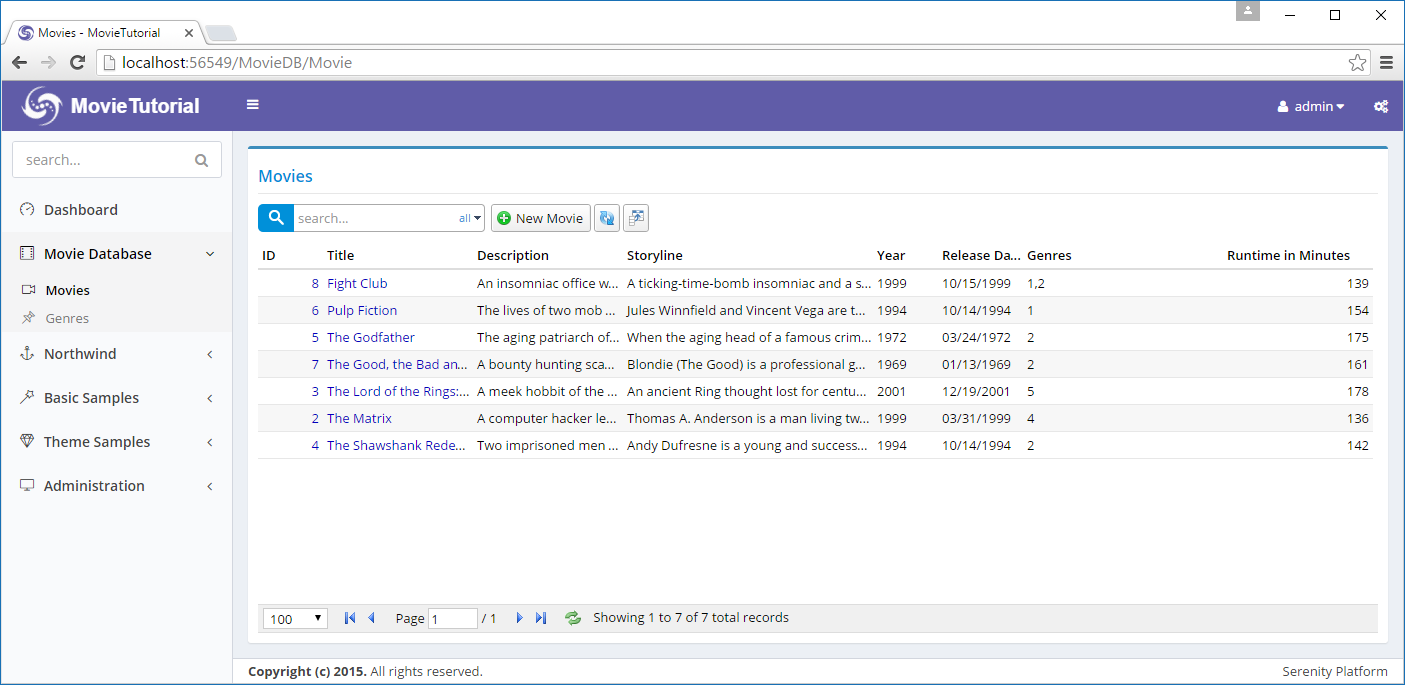 Movies - MovieTutorial
localhost:56549/MovieDB/Movie
MovieTutorial
admin
search...
Dashboard
Movie Database
Movies
Genres
Northwind
Basic Samples
Theme Samples
Administration
Movies
search... all New Movie
ID Title Description Storyline Year Release Da... Genres Runtime in Minutes
8 Fight Club An insomniac office w... A ticking-time-bomb insomniac and a s... 1999 10/15/1999 1,2 139
6 Pulp Fiction The lives of two mob ... Jules Winnfield and Vincent Vega are t... 1994 10/14/1994 1 154
5 The Godfather The aging patriarch of... When the aging head of a famous crim... 1972 03/24/1972 2 175
7 The Good, the Bad an... A bounty hunting sca... Blondie (The Good) is a professional g... 1969 01/13/1969 2 161
3 The Lord of the Rings:... A meek hobbit of the ... An ancient Ring thought lost for centu... 2001 12/19/2001 5 178
2 The Matrix A computer hacker le... Thomas A. Anderson is a man living tw... 1999 03/31/1999 4 136
4 The Shawshank Rede... Two imprisoned men ... Andy Dufresne is a young and success... 1994 10/14/1994 2 142
100 Page 1 / 1 Showing 1 to 7 of 7 total records
Copyright (c) 2015. All rights reserved. Serenity Platform